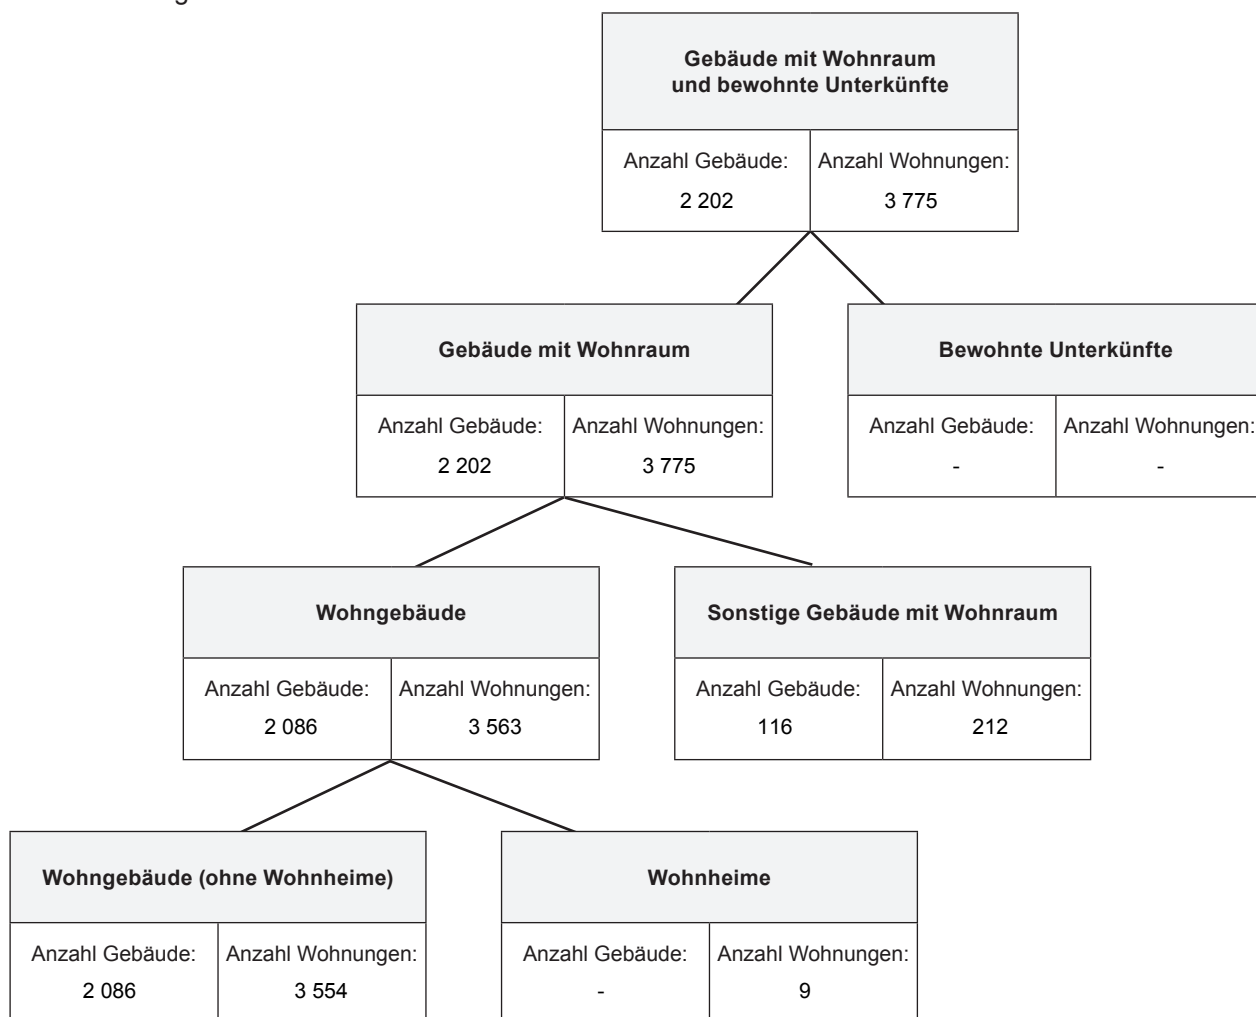 Gebäude mit Wohnraum
und bewohnte Unterkünfte
Anzahl Gebäude:
2 202
Anzahl Wohnungen:
3 775
Gebäude mit Wohnraum
Anzahl Gebäude:
2 202
Anzahl Wohnungen:
3 775
Bewohnte Unterkünfte
Anzahl Gebäude:
-
Anzahl Wohnungen:
-
Wohngebäude
Anzahl Gebäude:
2 086
Anzahl Wohnungen:
3 563
Sonstige Gebäude mit Wohnraum
Anzahl Gebäude:
116
Anzahl Wohnungen:
212
Wohngebäude (ohne Wohnheime)
Anzahl Gebäude:
2 086
Anzahl Wohnungen:
3 554
Wohnheime
Anzahl Gebäude:
-
Anzahl Wohnungen:
9